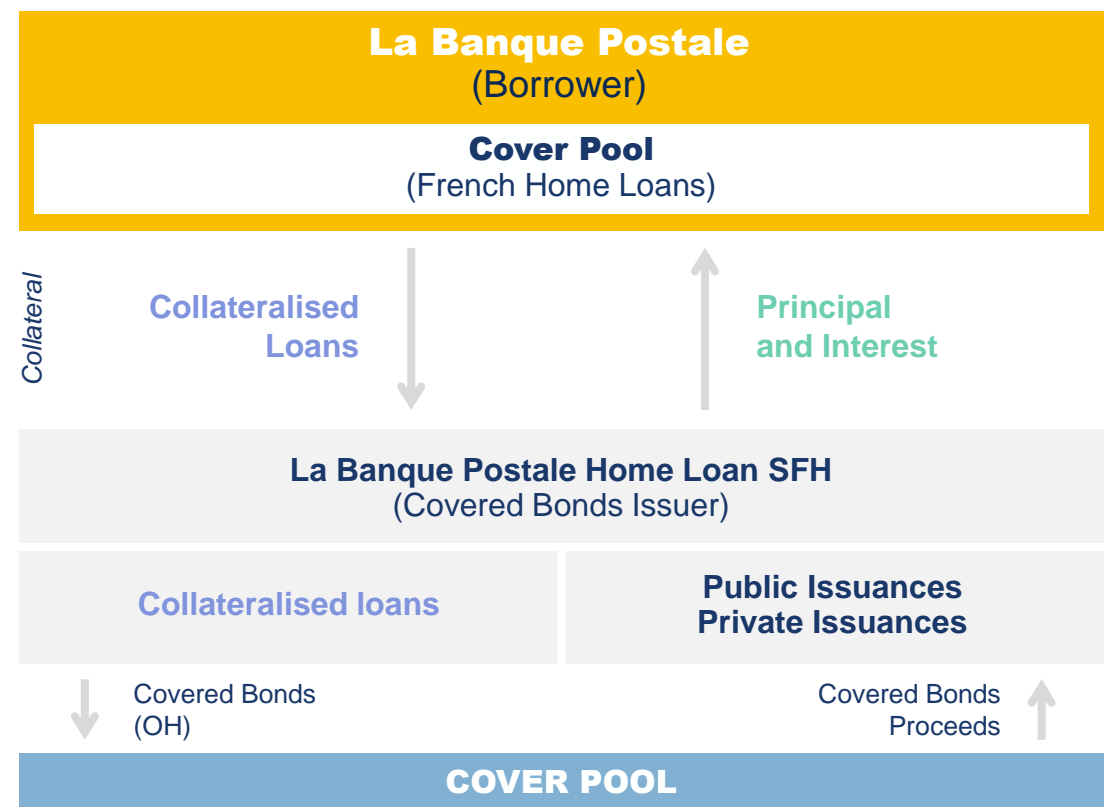 La Banque Postale
(Borrower)
Cover Pool
(French Home Loans)
Collateral
Collateralised
Loans
Principal
and Interest
La Banque Postale Home Loan SFH
(Covered Bonds Issuer)
Collateralised loans
Public Issuances
Private Issuances
Covered Bonds
(OH)
Covered Bonds
Proceeds
COVER POOL